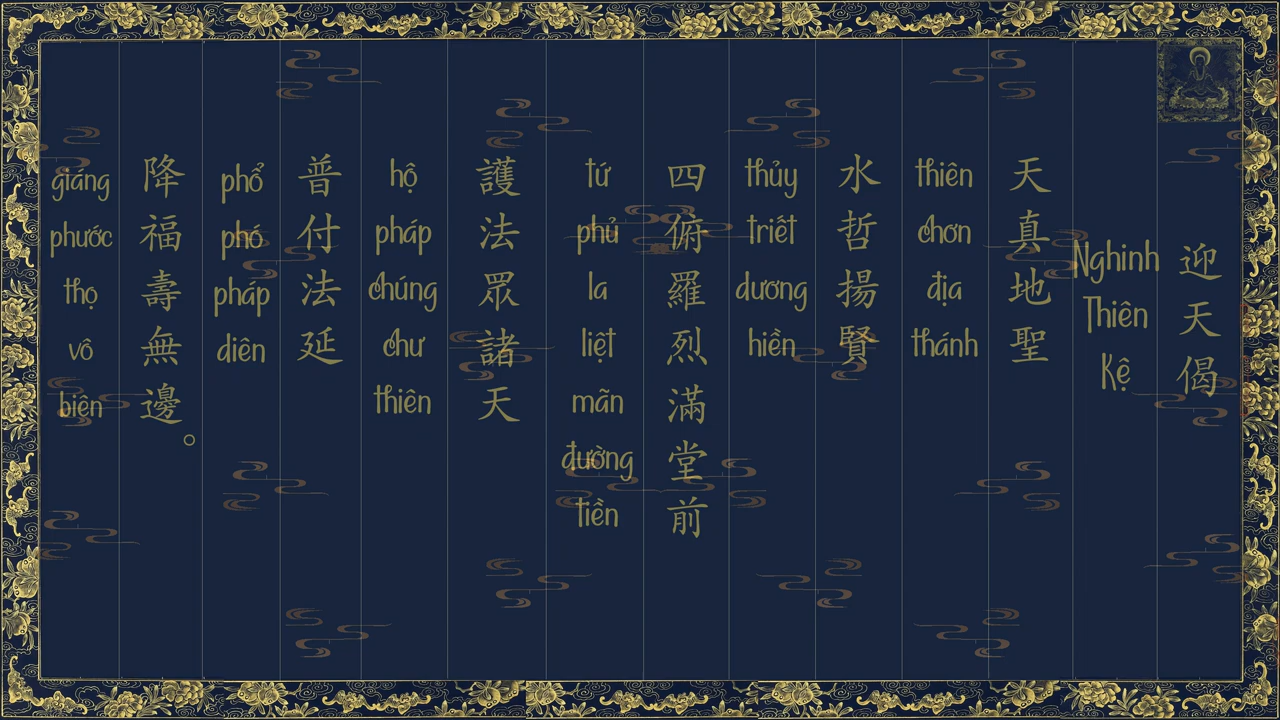 迎天偈
Nghinh Thiên Kệ
天真地聖
thiên chơn địa thánh
水哲揚賢
thủy triết dương hiền
四俯羅烈滿堂前
tứ phủ la liệt mãn đường tiền
護法眾諸天
hộ pháp chúng chư thiên
普付法延
phổ phó pháp diên
降福壽無邊。
giáng phước thọ vô biên